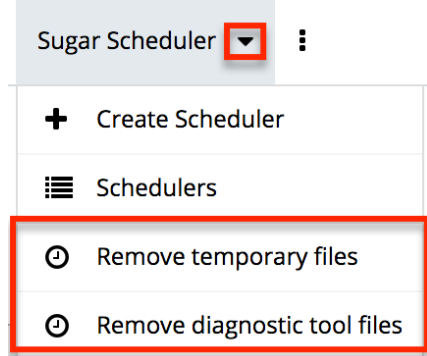 Sugar Scheduler
Create Scheduler
Schedulers
Remove temporary files
Remove diagnostic tool files